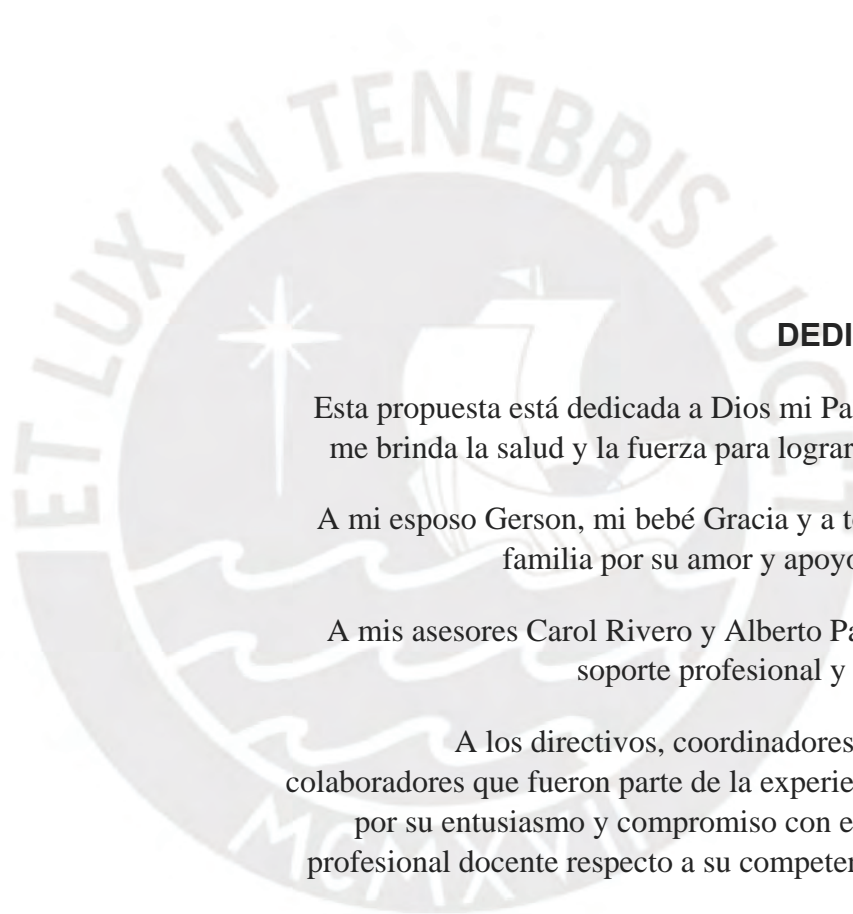 ET LUX IN TENEBRIS LUCET
MCMXVII
DEDI
Esta propuesta está dedicada a Dios mi Pa
me brinda la salud y la fuerza para lograr
A mi esposo Gerson, mi bebé Gracia y a t
familia por su amor y apoyo
A mis asesores Carol Rivero y Alberto Pa
soporte profesional y
A los directivos, coordinadores
colaboradores que fueron parte de la experie
por su entusiasmo y compromiso con e
profesional docente respecto a su competen